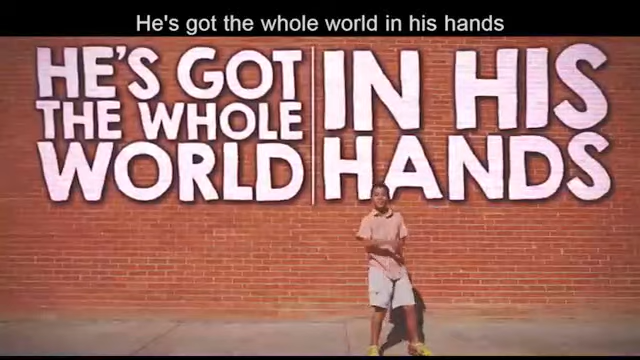 He's got the whole world in his hands
HE'S GOT
THE WHOLE
WORLD
IN HIS
HANDS